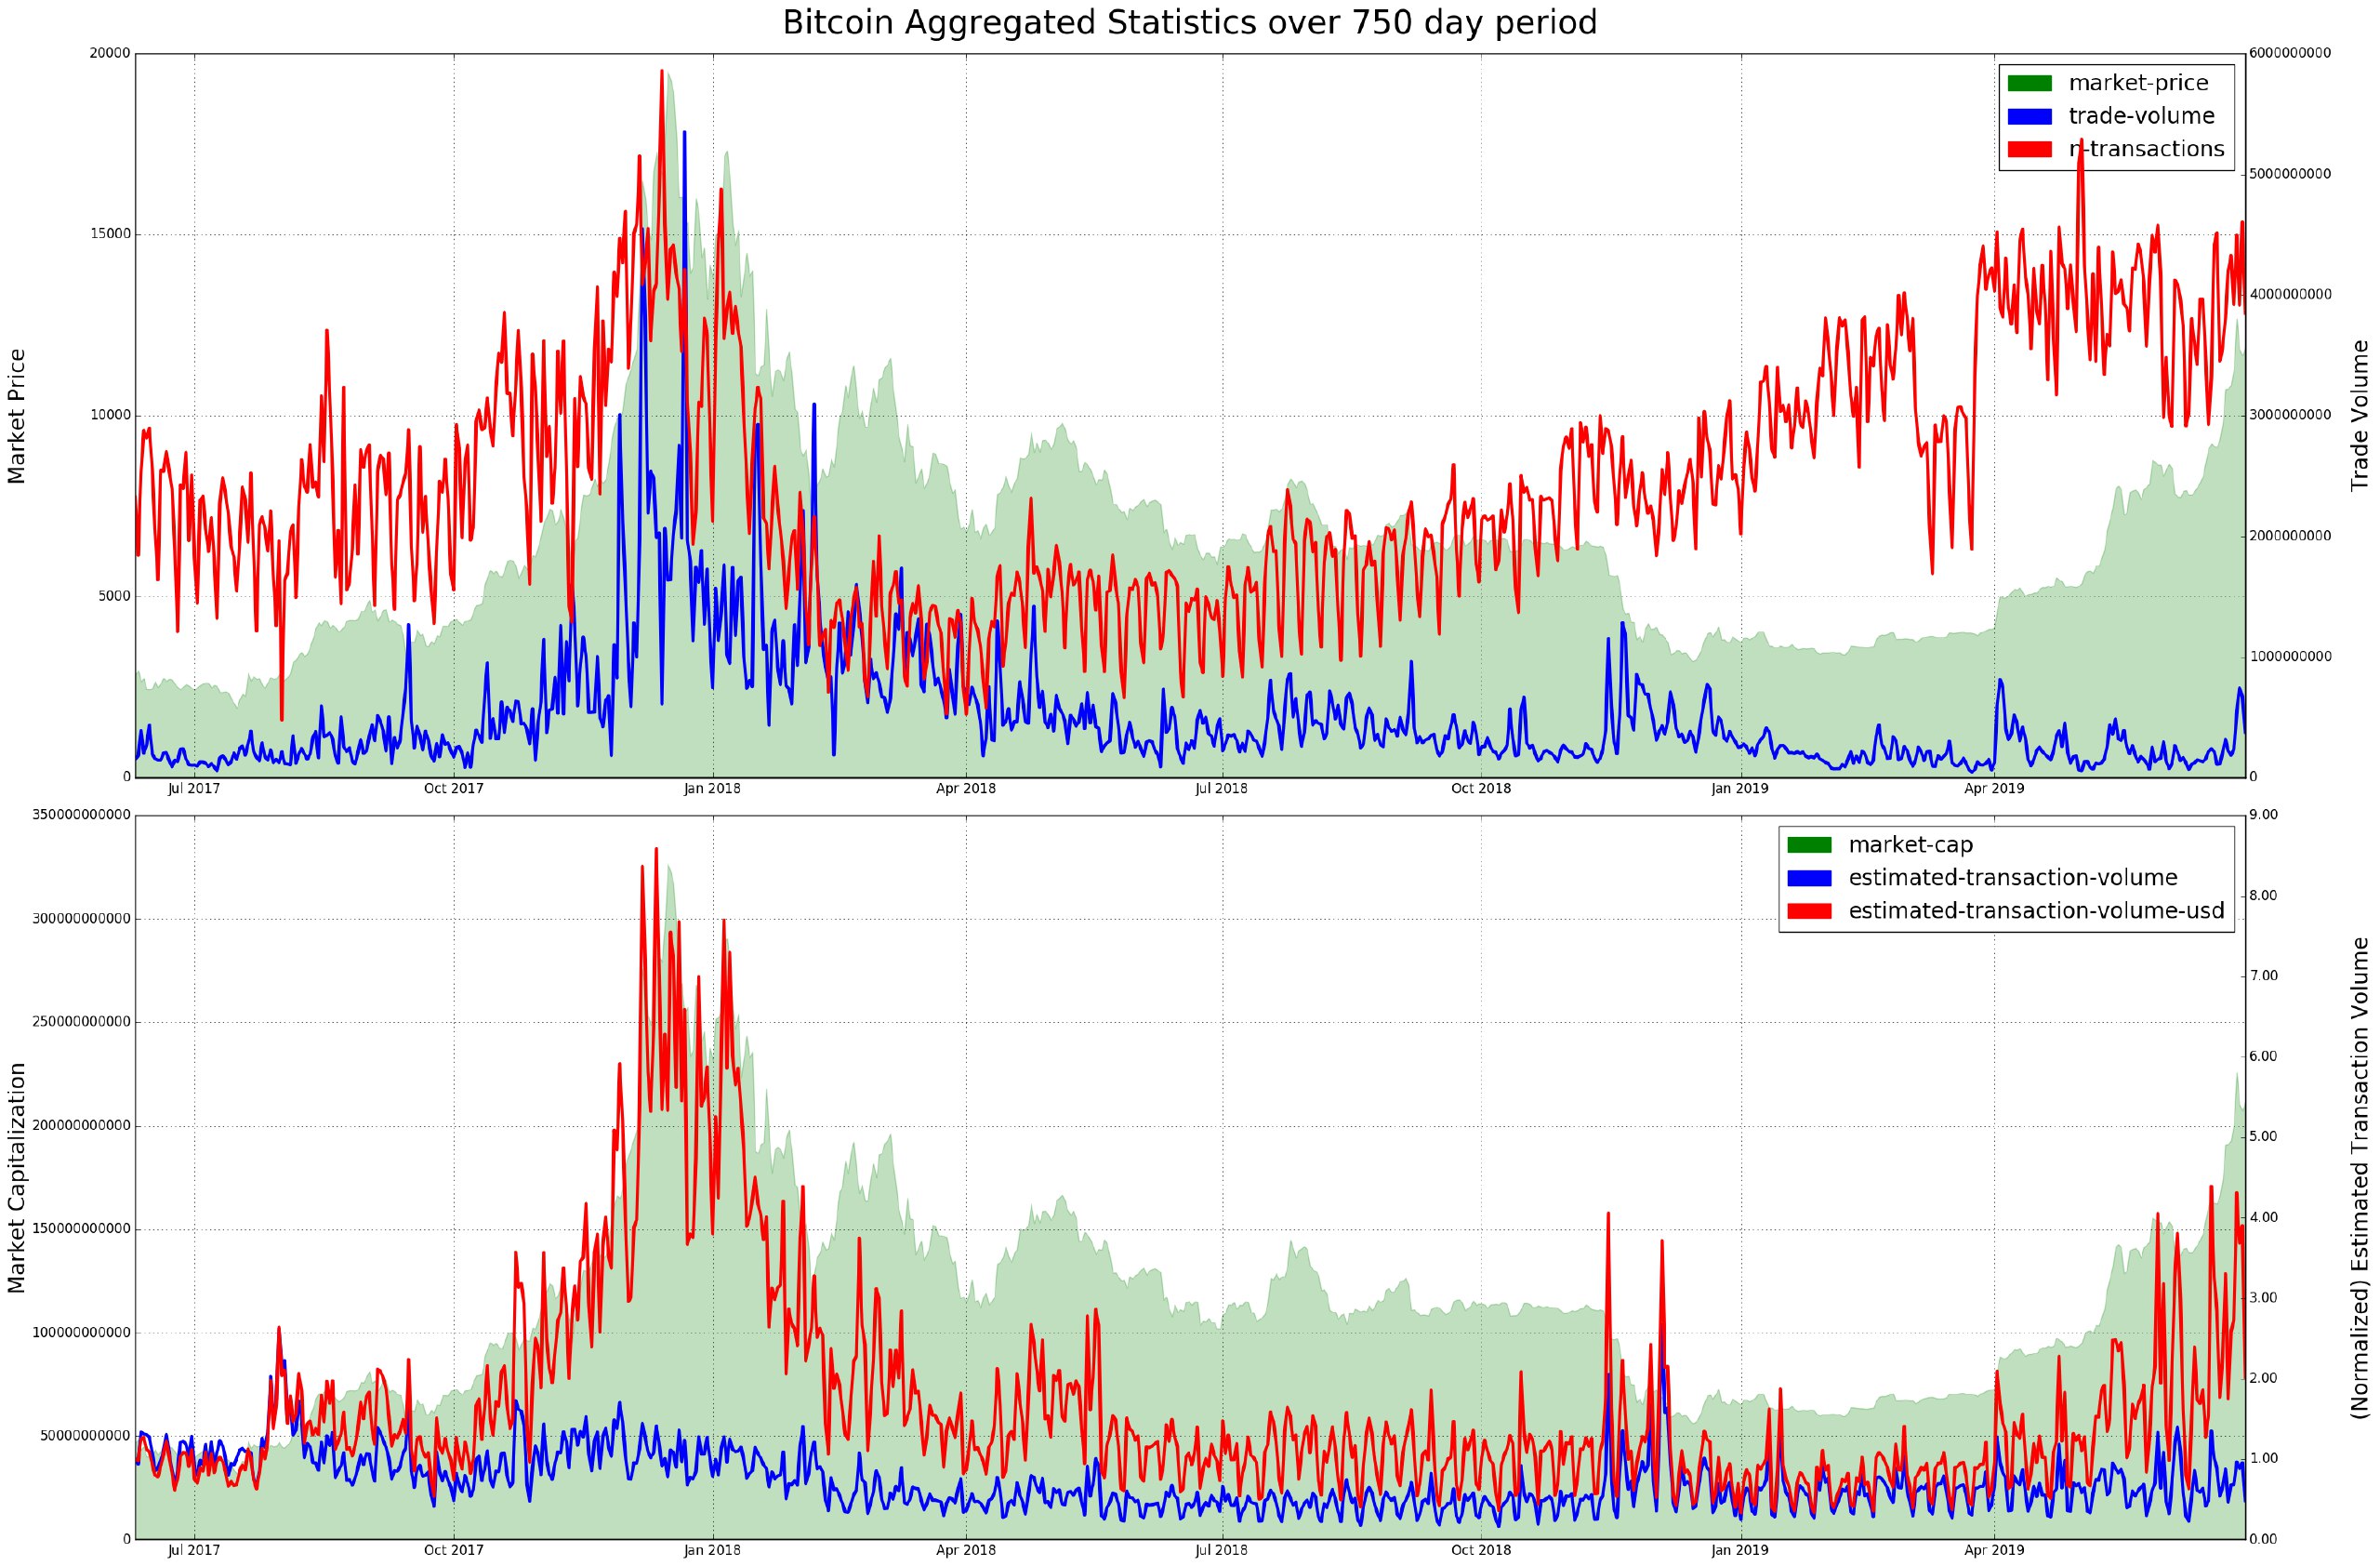 Bitcoin Aggregated Statistics over 750 day period
20000
15000
10000
5000
0
Market Price
6000000000
5000000000
4000000000
3000000000
2000000000
1000000000
0
Trade Volume
market-price
trade-volume
n-transactions
Jul 2017
Oct 2017
Jan 2018
Apr 2018
Jul 2018
Oct 2018
Jan 2019
Apr 2019
350000000000
300000000000
250000000000
200000000000
150000000000
100000000000
50000000000
0
Market Capitalization
9.00
8.00
7.00
6.00
5.00
4.00
3.00
2.00
1.00
0.00
(Normalized) Estimated Transaction Volume
market-cap
estimated-transaction-volume
estimated-transaction-volume-usd
Jul 2017
Oct 2017
Jan 2018
Apr 2018
Jul 2018
Oct 2018
Jan 2019
Apr 2019